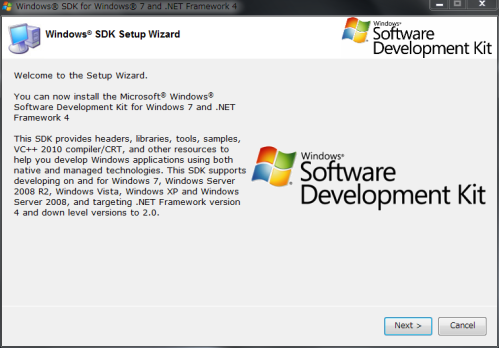 Windows® SDK for Windows® 7 and .NET Framework 4
Windows® SDK Setup Wizard
Windows®
Software
Development Kit
Welcome to the Setup Wizard.
You can now install the Microsoft® Windows®
Software Development Kit for Windows 7 and .NET
Framework 4
This SDK provides headers, libraries, tools, samples,
VC++ 2010 compiler/CRT, and other resources to
help you develop Windows applications using both
native and managed technologies. This SDK supports
developing on and for Windows 7, Windows Server
2008 R2, Windows Vista, Windows XP and Windows
Server 2008, and targeting .NET Framework version
4 and down level versions to 2.0.
Windows®
Software
Development Kit
Next >
Cancel